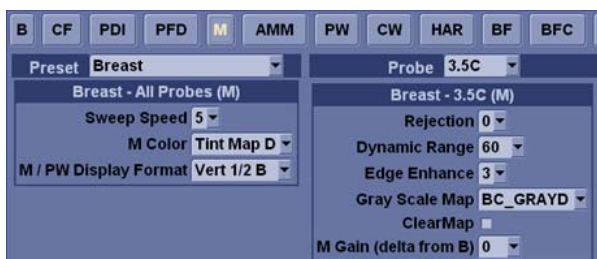 B CF PDI PFD M AMM PW CW HAR BF BFC
Preset Breast Probe 3.5C
Breast - All Probes (M)
Sweep Speed 5
M Color Tint Map D
M / PW Display Format Vert 1/2 B
Breast - 3.5C (M)
Rejection 0
Dynamic Range 60
Edge Enhance 3
Gray Scale Map BC_GRAYD
ClearMap
M Gain (delta from B) 0